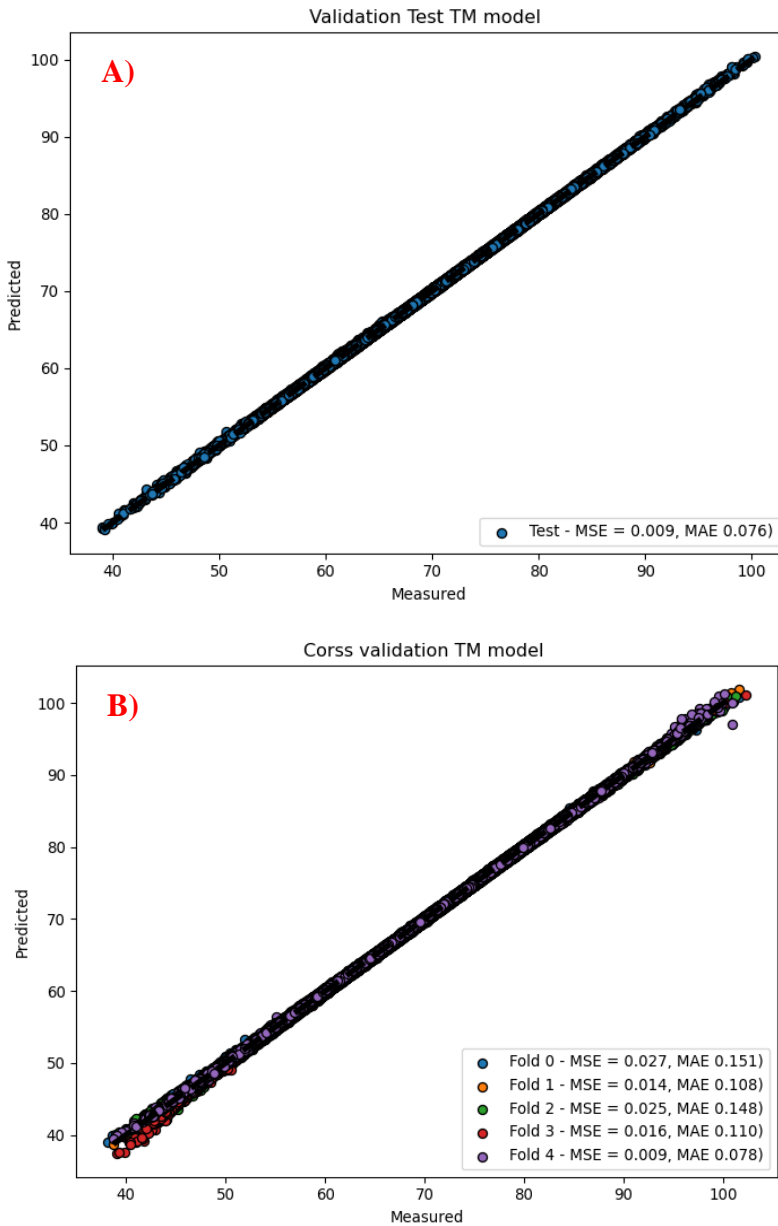 Validation Test TM model
A)
100
90
80
70
60
50
40
Predicted
Test - MSE = 0.009, MAE 0.076)
40 50 60 70 80 90 100
Measured
Corss validation TM model
B)
100
90
80
70
60
50
40
Predicted
Fold 0 - MSE = 0.027, MAE 0.151)
Fold 1 - MSE = 0.014, MAE 0.108)
Fold 2 - MSE = 0.025, MAE 0.148)
Fold 3 - MSE = 0.016, MAE 0.110)
Fold 4 - MSE = 0.009, MAE 0.078)
40 50 60 70 80 90 100
Measured